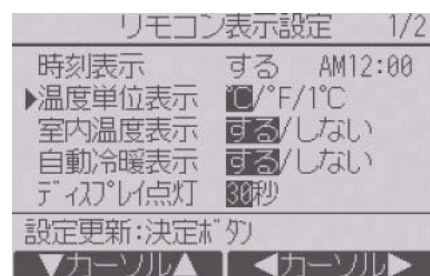 リモコン表示設定 1/2
時刻表示 する AM12:00
▶温度単位表示 ℃/°F/1℃
室内温度表示 する/しない
自動冷暖表示 する/しない
ディスプレイ点灯 30秒
設定更新:決定ボタン
▼カーソル▲ ◀カーソル▶